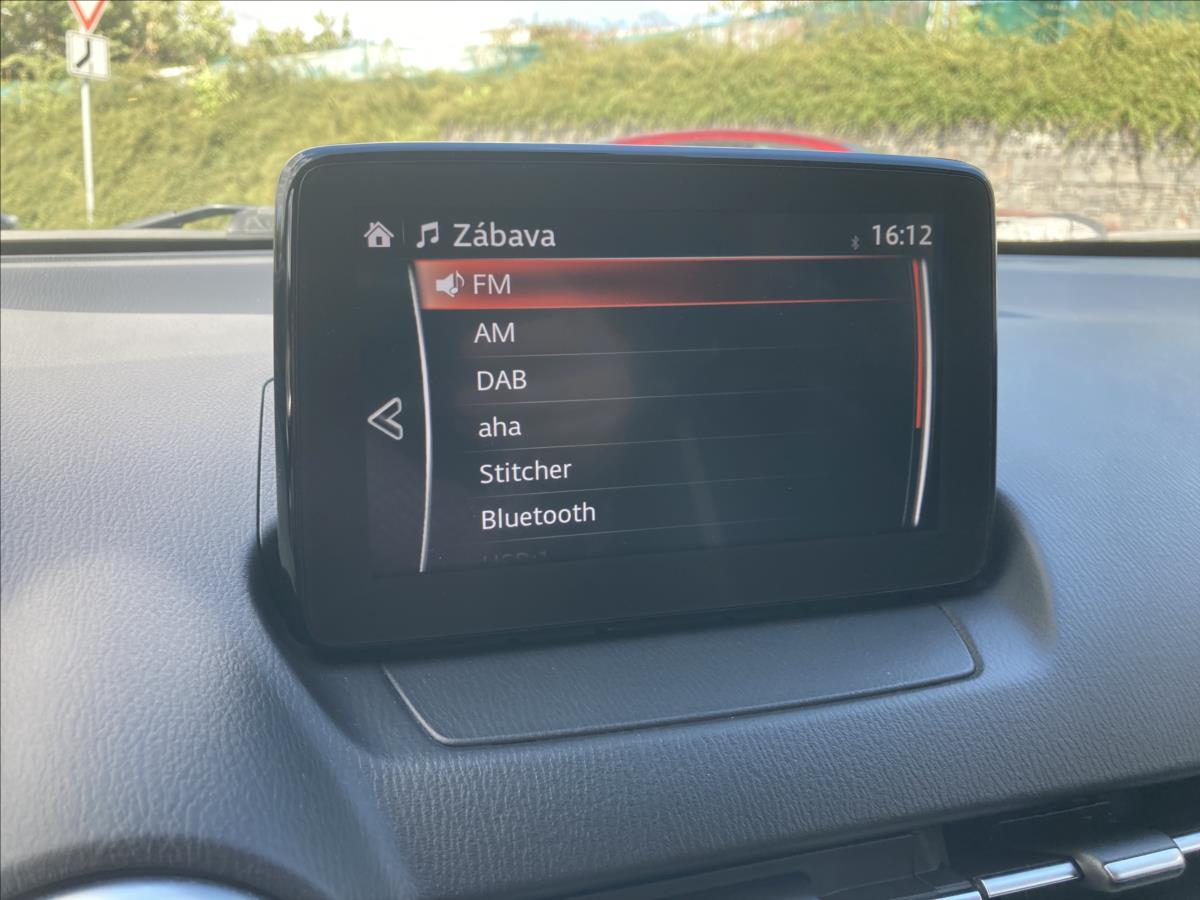 Zábava
16:12
FM
AM
DAB
aha
Stitcher
Bluetooth